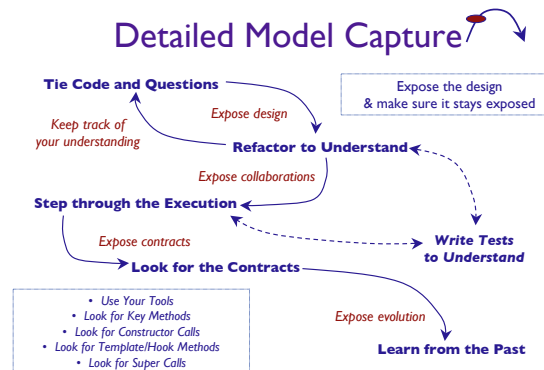 Detailed Model Capture
Tie Code and Questions
Expose the design
& make sure it stays exposed
Expose design
Keep track of
your understanding
Refactor to Understand
Expose collaborations
Step through the Execution
Write Tests
to Understand
Expose contracts
Look for the Contracts
• Use Your Tools
• Look for Key Methods
• Look for Constructor Calls
• Look for Template/Hook Methods
• Look for Super Calls
Expose evolution
Learn from the Past